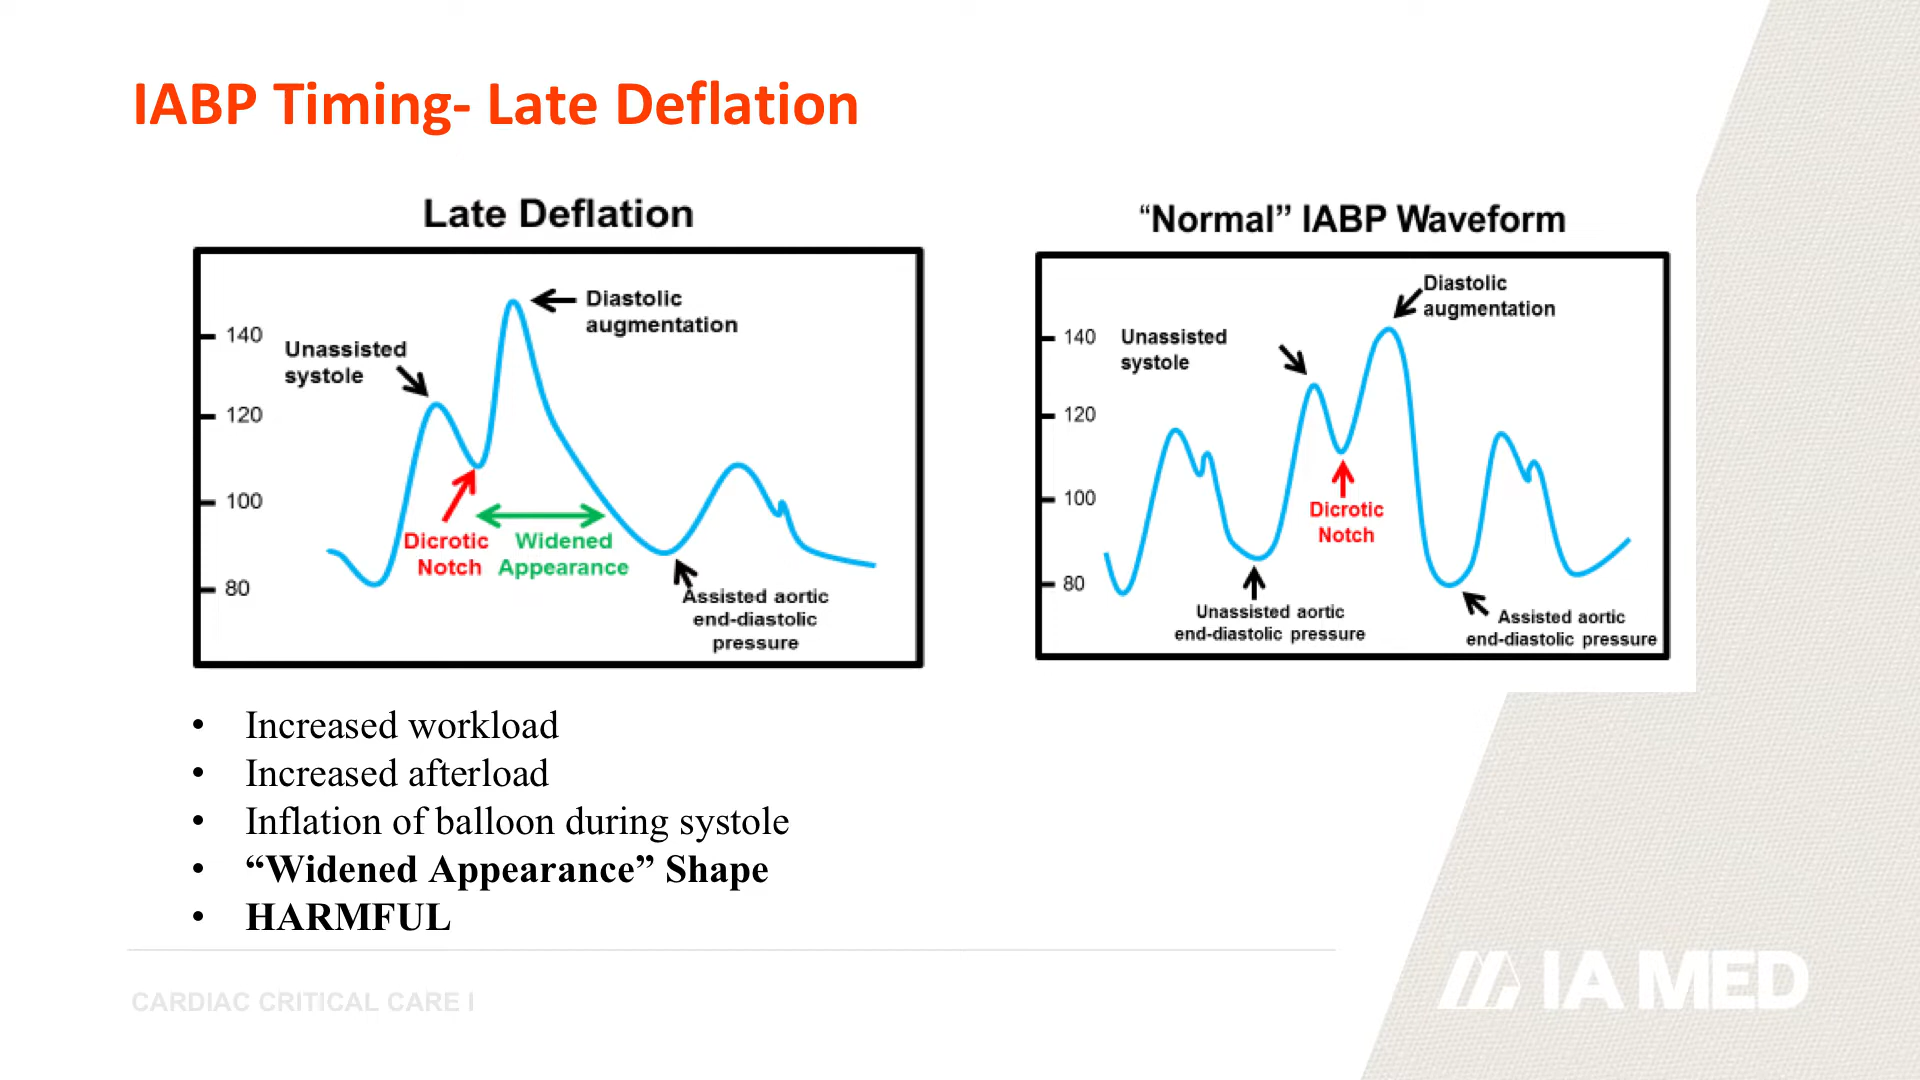 IABP Timing- Late Deflation
Late Deflation
140
120
100
80
Unassisted
systole
Diastolic
augmentation
Dicrotic
Notch
Widened
Appearance
Assisted aortic
end-diastolic
pressure
“Normal” IABP Waveform
140
120
100
80
Unassisted
systole
Diastolic
augmentation
Dicrotic
Notch
Unassisted aortic
end-diastolic pressure
Assisted aortic
end-diastolic pressure
• Increased workload
• Increased afterload
• Inflation of balloon during systole
• “Widened Appearance” Shape
• HARMFUL
CARDIAC CRITICAL CARE I
IA MED